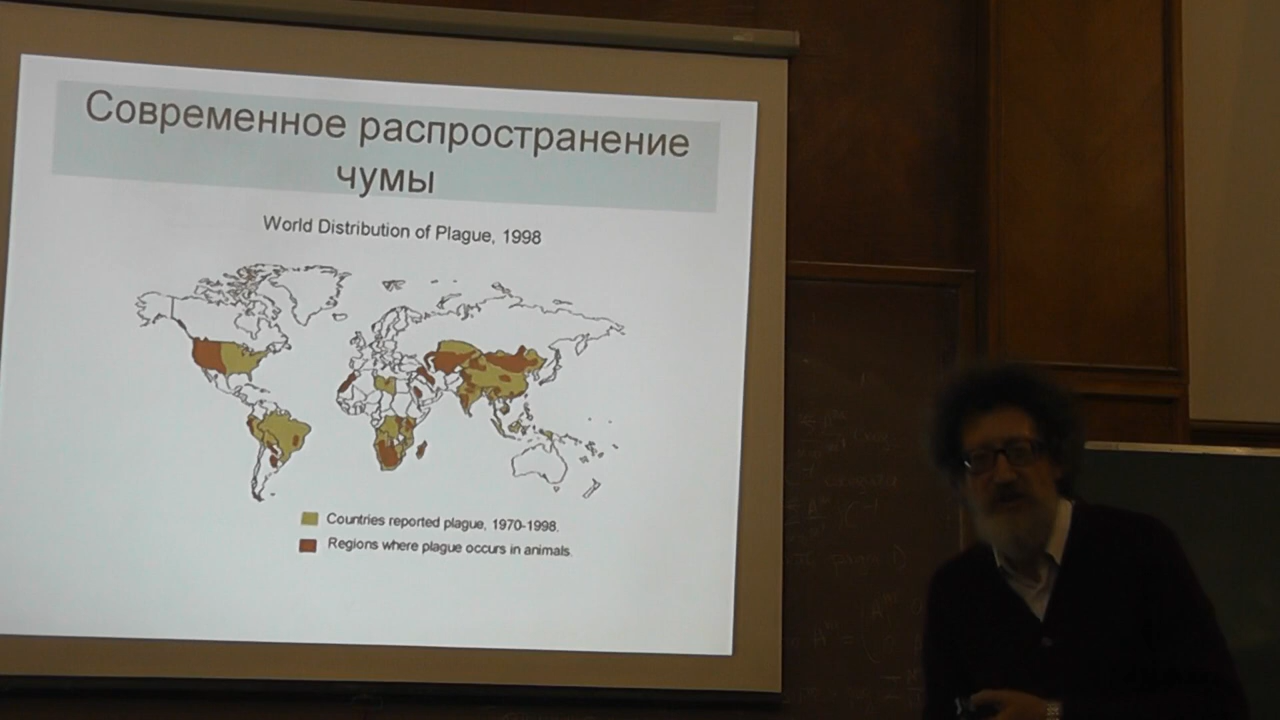 Современное распространение
чумы
World Distribution of Plague, 1998
Countries reported plague, 1970-1998.
Regions where plague occurs in animals.